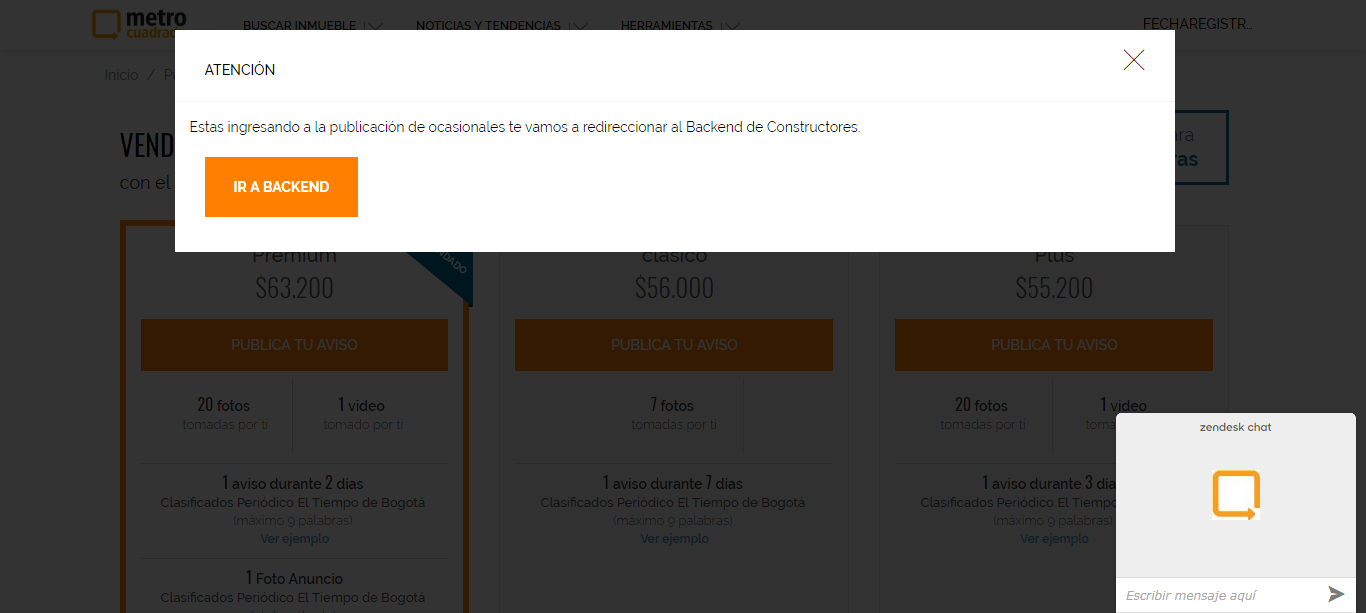 metro
cuadrad
BUSCAR INMUEBLE
NOTICIAS Y TENDENCIAS
HERRAMIENTAS
FECHAREGISTR...
Inicio /
ATENCIÓN
Estas ingresando a la publicación de ocasionales te vamos a redireccionar al Backend de Constructores.
IR A BACKEND
VEND
con el
Premium
$63.200
PUBLICA TU AVISO
20 fotos
tomadas por ti
1 video
tomado por ti
1 aviso durante 2 días
Clasificados Periódico El Tiempo de Bogotá
(máximo 9 palabras)
Ver ejemplo
1 Foto Anuncio
Clasificados Periódico El Tiempo de Bogotá
clásico
$56.000
PUBLICA TU AVISO
7 fotos
tomadas por ti
1 aviso durante 7 días
Clasificados Periódico El Tiempo de Bogotá
(máximo 9 palabras)
Ver ejemplo
Plus
$55.200
PUBLICA TU AVISO
20 fotos
tomadas por ti
1 video
toma
1 aviso durante 3 día
Clasificados Periódico El Tiempo
(máximo 9 palabras)
Ver ejemplo
zendesk chat
Escribir mensaje aquí